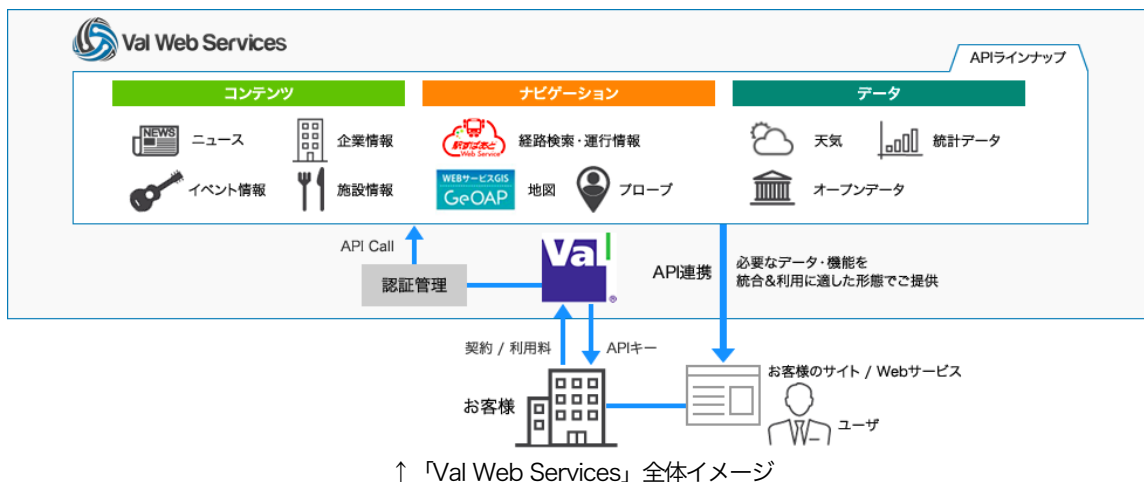 Val Web Services
APIラインナップ
コンテンツ
ナビゲーション
データ
NEWS
ニュース
企業情報
駅すぱあと
Web Service
経路検索・運行情報
天気
統計データ
イベント情報
施設情報
WEBサービスGIS
GeOAP
地図
プローブ
オープンデータ
API Call
認証管理
Val
®
API連携
必要なデータ・機能を
統合&利用に適した形態でご提供
契約 / 利用料
APIキー
お客様
お客様のサイト / Webサービス
ユーザ
↑「Val Web Services」全体イメージ